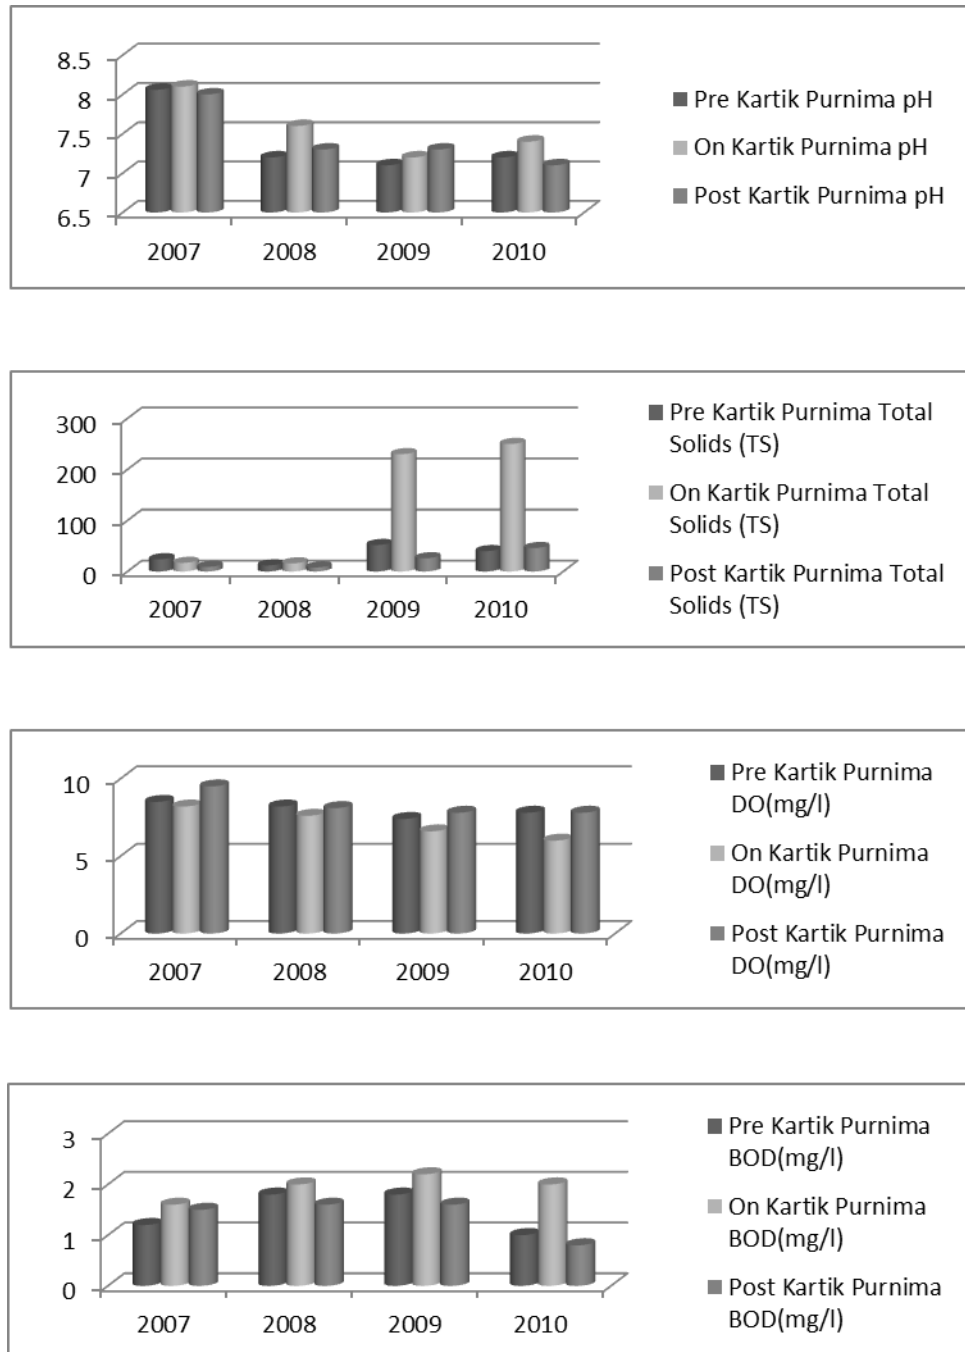 8.5
8
7.5
7
6.5
2007 2008 2009 2010
Pre Kartik Purnima pH
On Kartik Purnima pH
Post Kartik Purnima pH
300
200
100
0
2007 2008 2009 2010
Pre Kartik Purnima Total
Solids (TS)
On Kartik Purnima Total
Solids (TS)
Post Kartik Purnima Total
Solids (TS)
10
5
0
2007 2008 2009 2010
Pre Kartik Purnima
DO(mg/l)
On Kartik Purnima
DO(mg/l)
Post Kartik Purnima
DO(mg/l)
3
2
1
0
2007 2008 2009 2010
Pre Kartik Purnima
BOD(mg/l)
On Kartik Purnima
BOD(mg/l)
Post Kartik Purnima
BOD(mg/l)